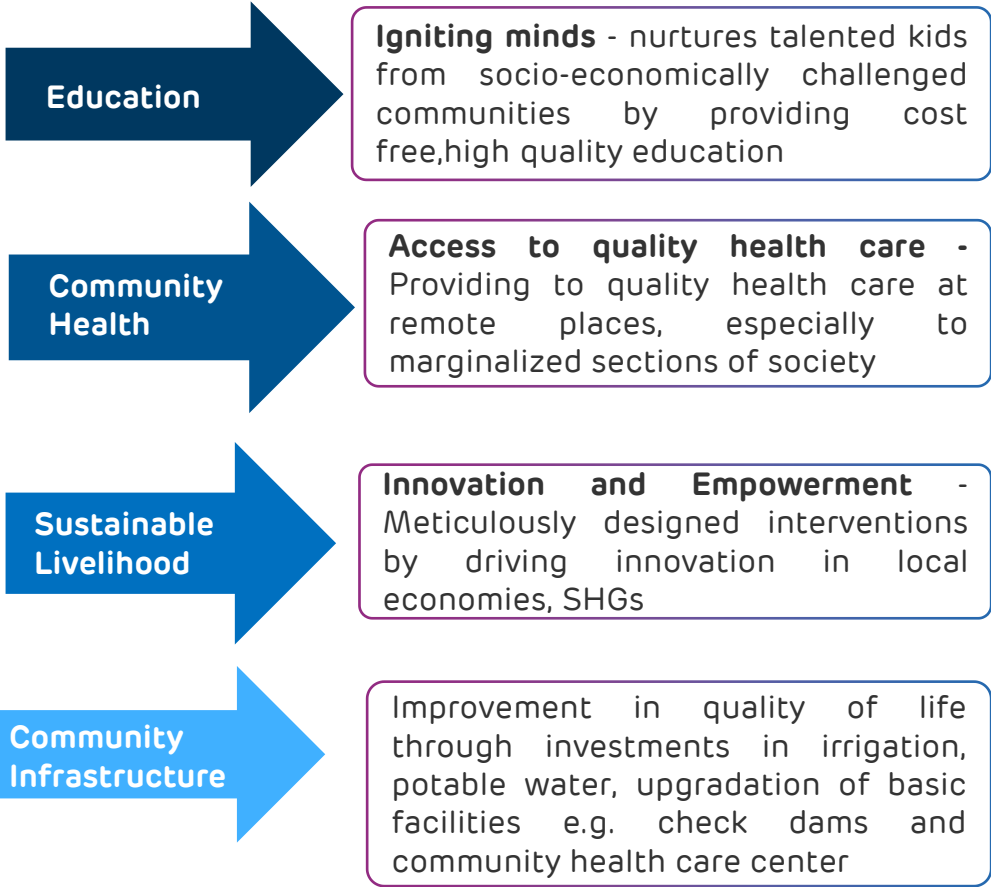 Education
Igniting minds - nurtures talented kids
from socio-economically challenged
communities by providing cost
free,high quality education
Community
Health
Access to quality health care -
Providing to quality health care at
remote places, especially to
marginalized sections of society
Sustainable
Livelihood
Innovation and Empowerment -
Meticulously designed interventions
by driving innovation in local
economies, SHGs
Community
Infrastructure
Improvement in quality of life
through investments in irrigation,
potable water, upgradation of basic
facilities e.g. check dams and
community health care center